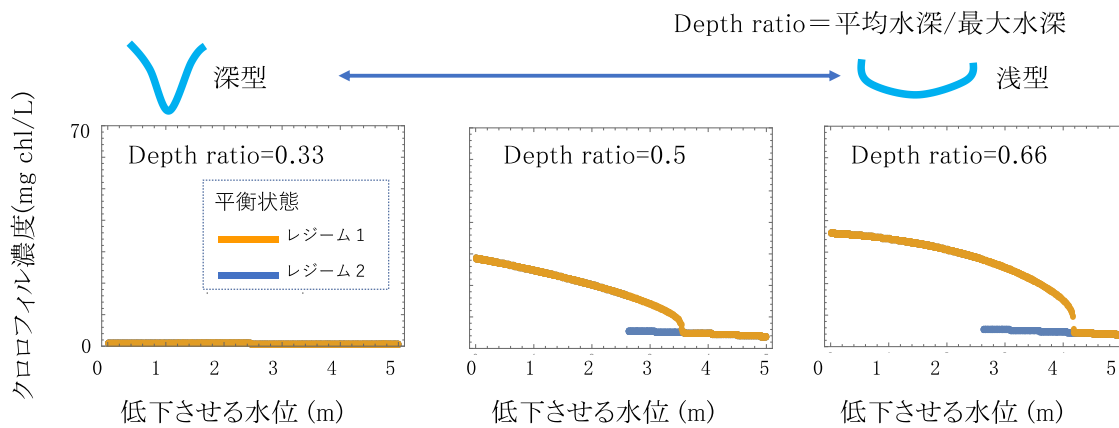 Depth ratio＝平均水深/最大水深
深型
浅型
クロロフィル濃度(mg chl/L)
70
0
Depth ratio=0.33
平衡状態
レジーム1
レジーム2
0 1 2 3 4 5
低下させる水位 (m)
Depth ratio=0.5
0 1 2 3 4 5
低下させる水位 (m)
Depth ratio=0.66
0 1 2 3 4 5
低下させる水位 (m)